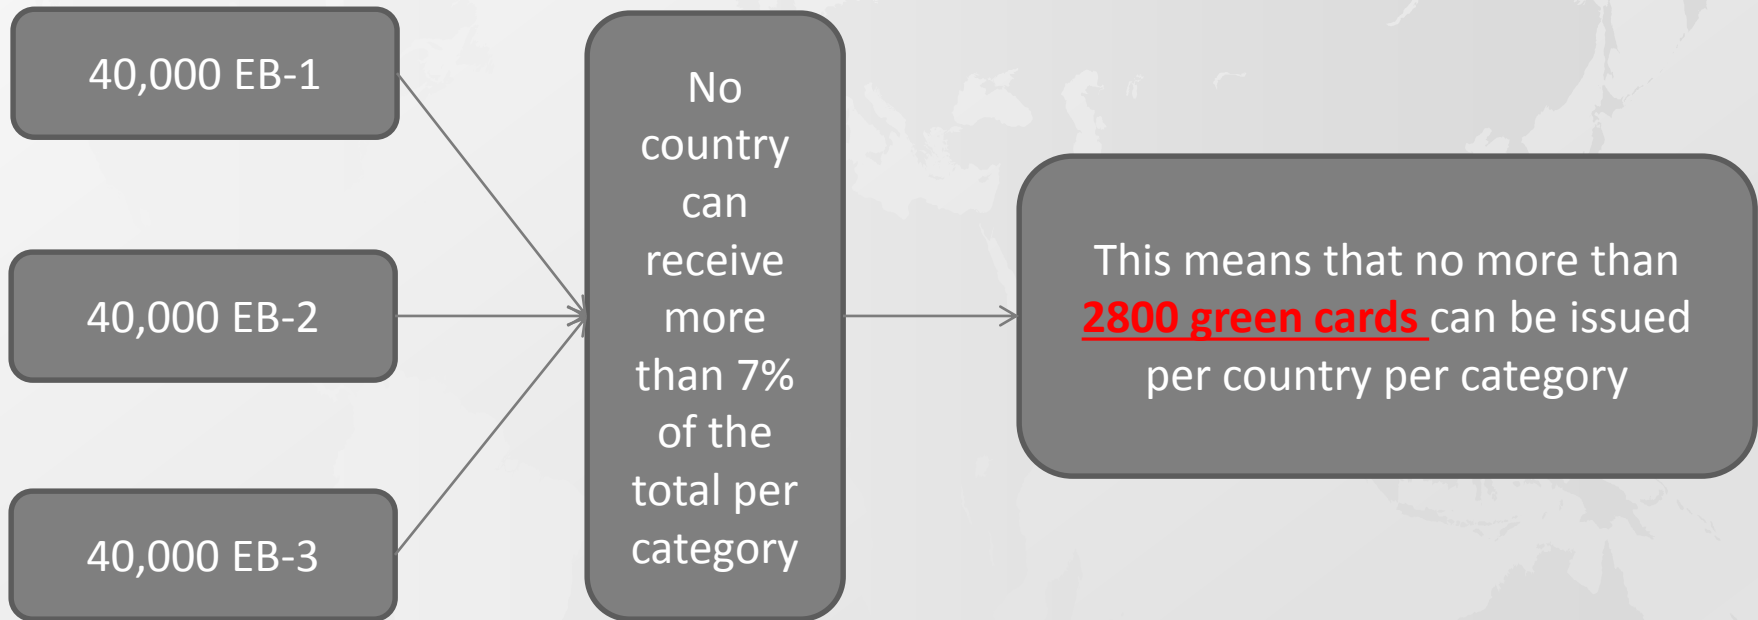 40,000 EB-1
40,000 EB-2
40,000 EB-3
No
country
can
receive
more
than 7%
of the
total per
category
This means that no more than
2800 green cards can be issued
per country per category